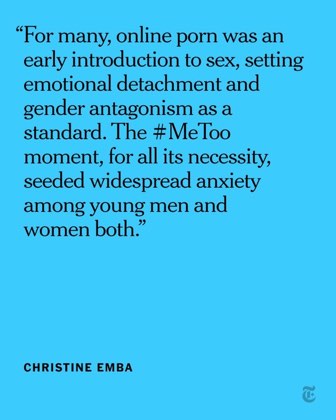 “For many, online porn was an
early introduction to sex, setting
emotional detachment and
gender antagonism as a
standard. The #MeToo
moment, for all its necessity,
seeded widespread anxiety
among young men and
women both.”
CHRISTINE EMBA
T